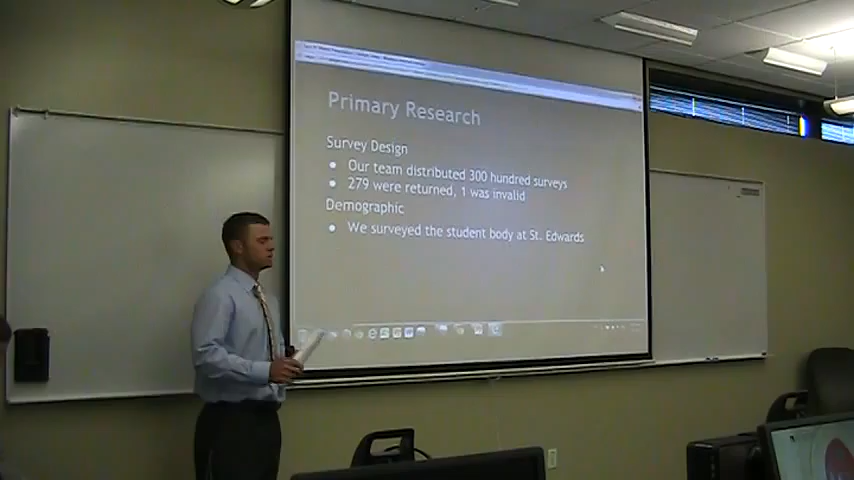 Primary Research
Survey Design
Our team distributed 300 hundred surveys
279 were returned, 1 was invalid
Demographic
We surveyed the student body at St. Edwards